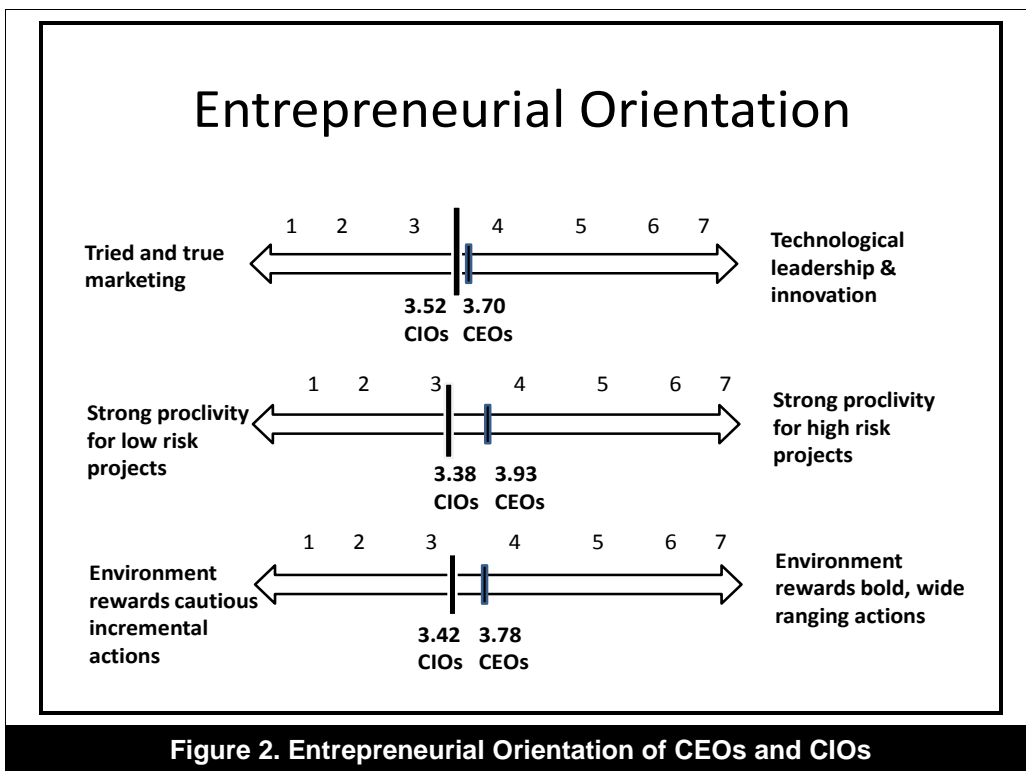 Entrepreneurial Orientation
1 2 3 4 5 6 7
Tried and true
marketing
Technological
leadership &
innovation
3.52 3.70
CIOs CEOs
1 2 3 4 5 6 7
Strong proclivity
for low risk
projects
Strong proclivity
for high risk
projects
3.38 3.93
CIOs CEOs
1 2 3 4 5 6 7
Environment
rewards cautious
incremental
actions
Environment
rewards bold, wide
ranging actions
3.42 3.78
CIOs CEOs
Figure 2. Entrepreneurial Orientation of CEOs and CIOs